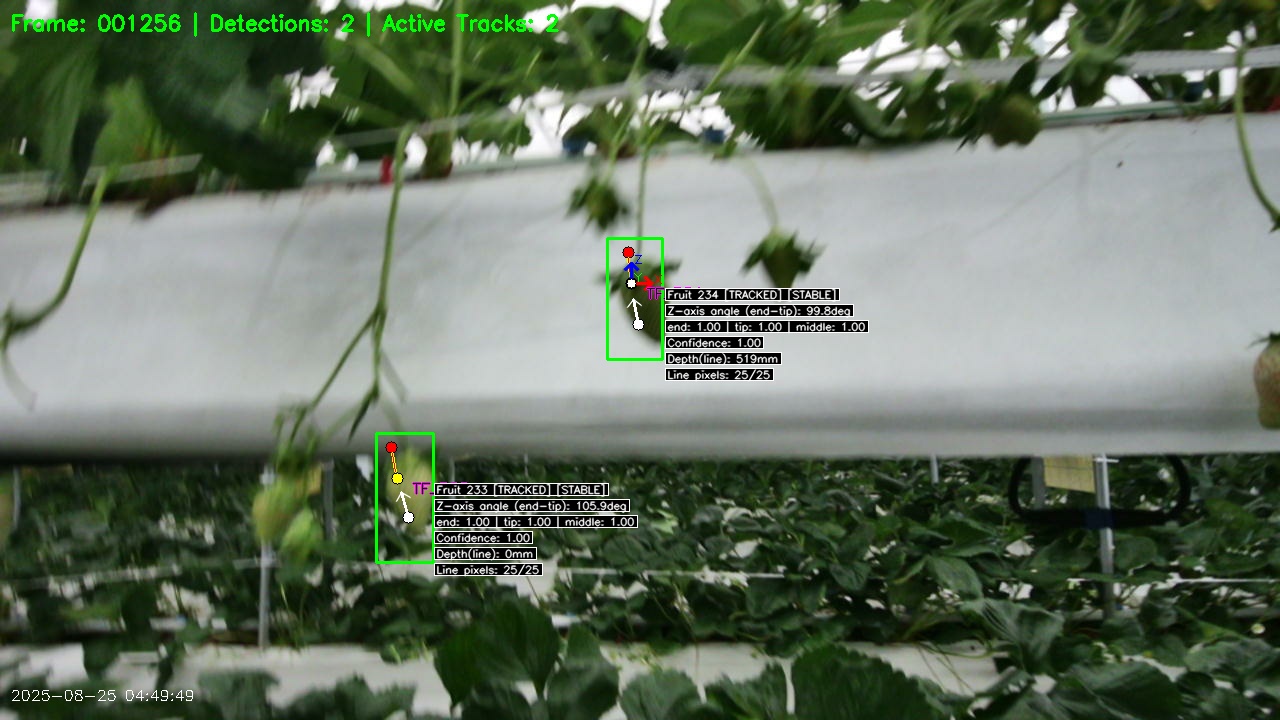 Frame: 001256 | Detections: 2 | Active Tracks: 2
Z
Fruit 234 [TRACKED] [STABLE]
Z-axis angle (end-tip): 99.8deg
end: 1.00 | tip: 1.00 | middle: 1.00
Confidence: 1.00
Depth(line): 519mm
Line pixels: 25/25
Fruit 233 [TRACKED] [STABLE]
Z-axis angle (end-tip): 105.9deg
end: 1.00 | tip: 1.00 | middle: 1.00
Confidence: 1.00
Depth(line): 0mm
Line pixels: 25/25
2025-08-25 04:49:49